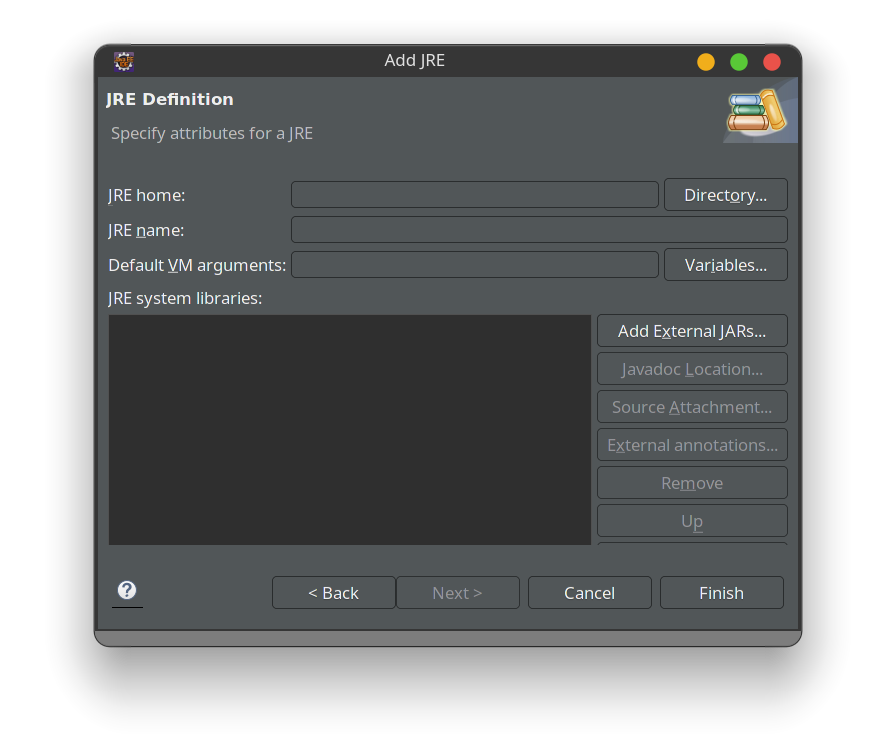 Add JRE
JRE Definition
Specify attributes for a JRE
JRE home:
Directory...
JRE name:
Default VM arguments:
Variables...
JRE system libraries:
Add External JARs...
Javadoc Location...
Source Attachment...
External annotations...
Remove
Up
?
< Back
Next >
Cancel
Finish